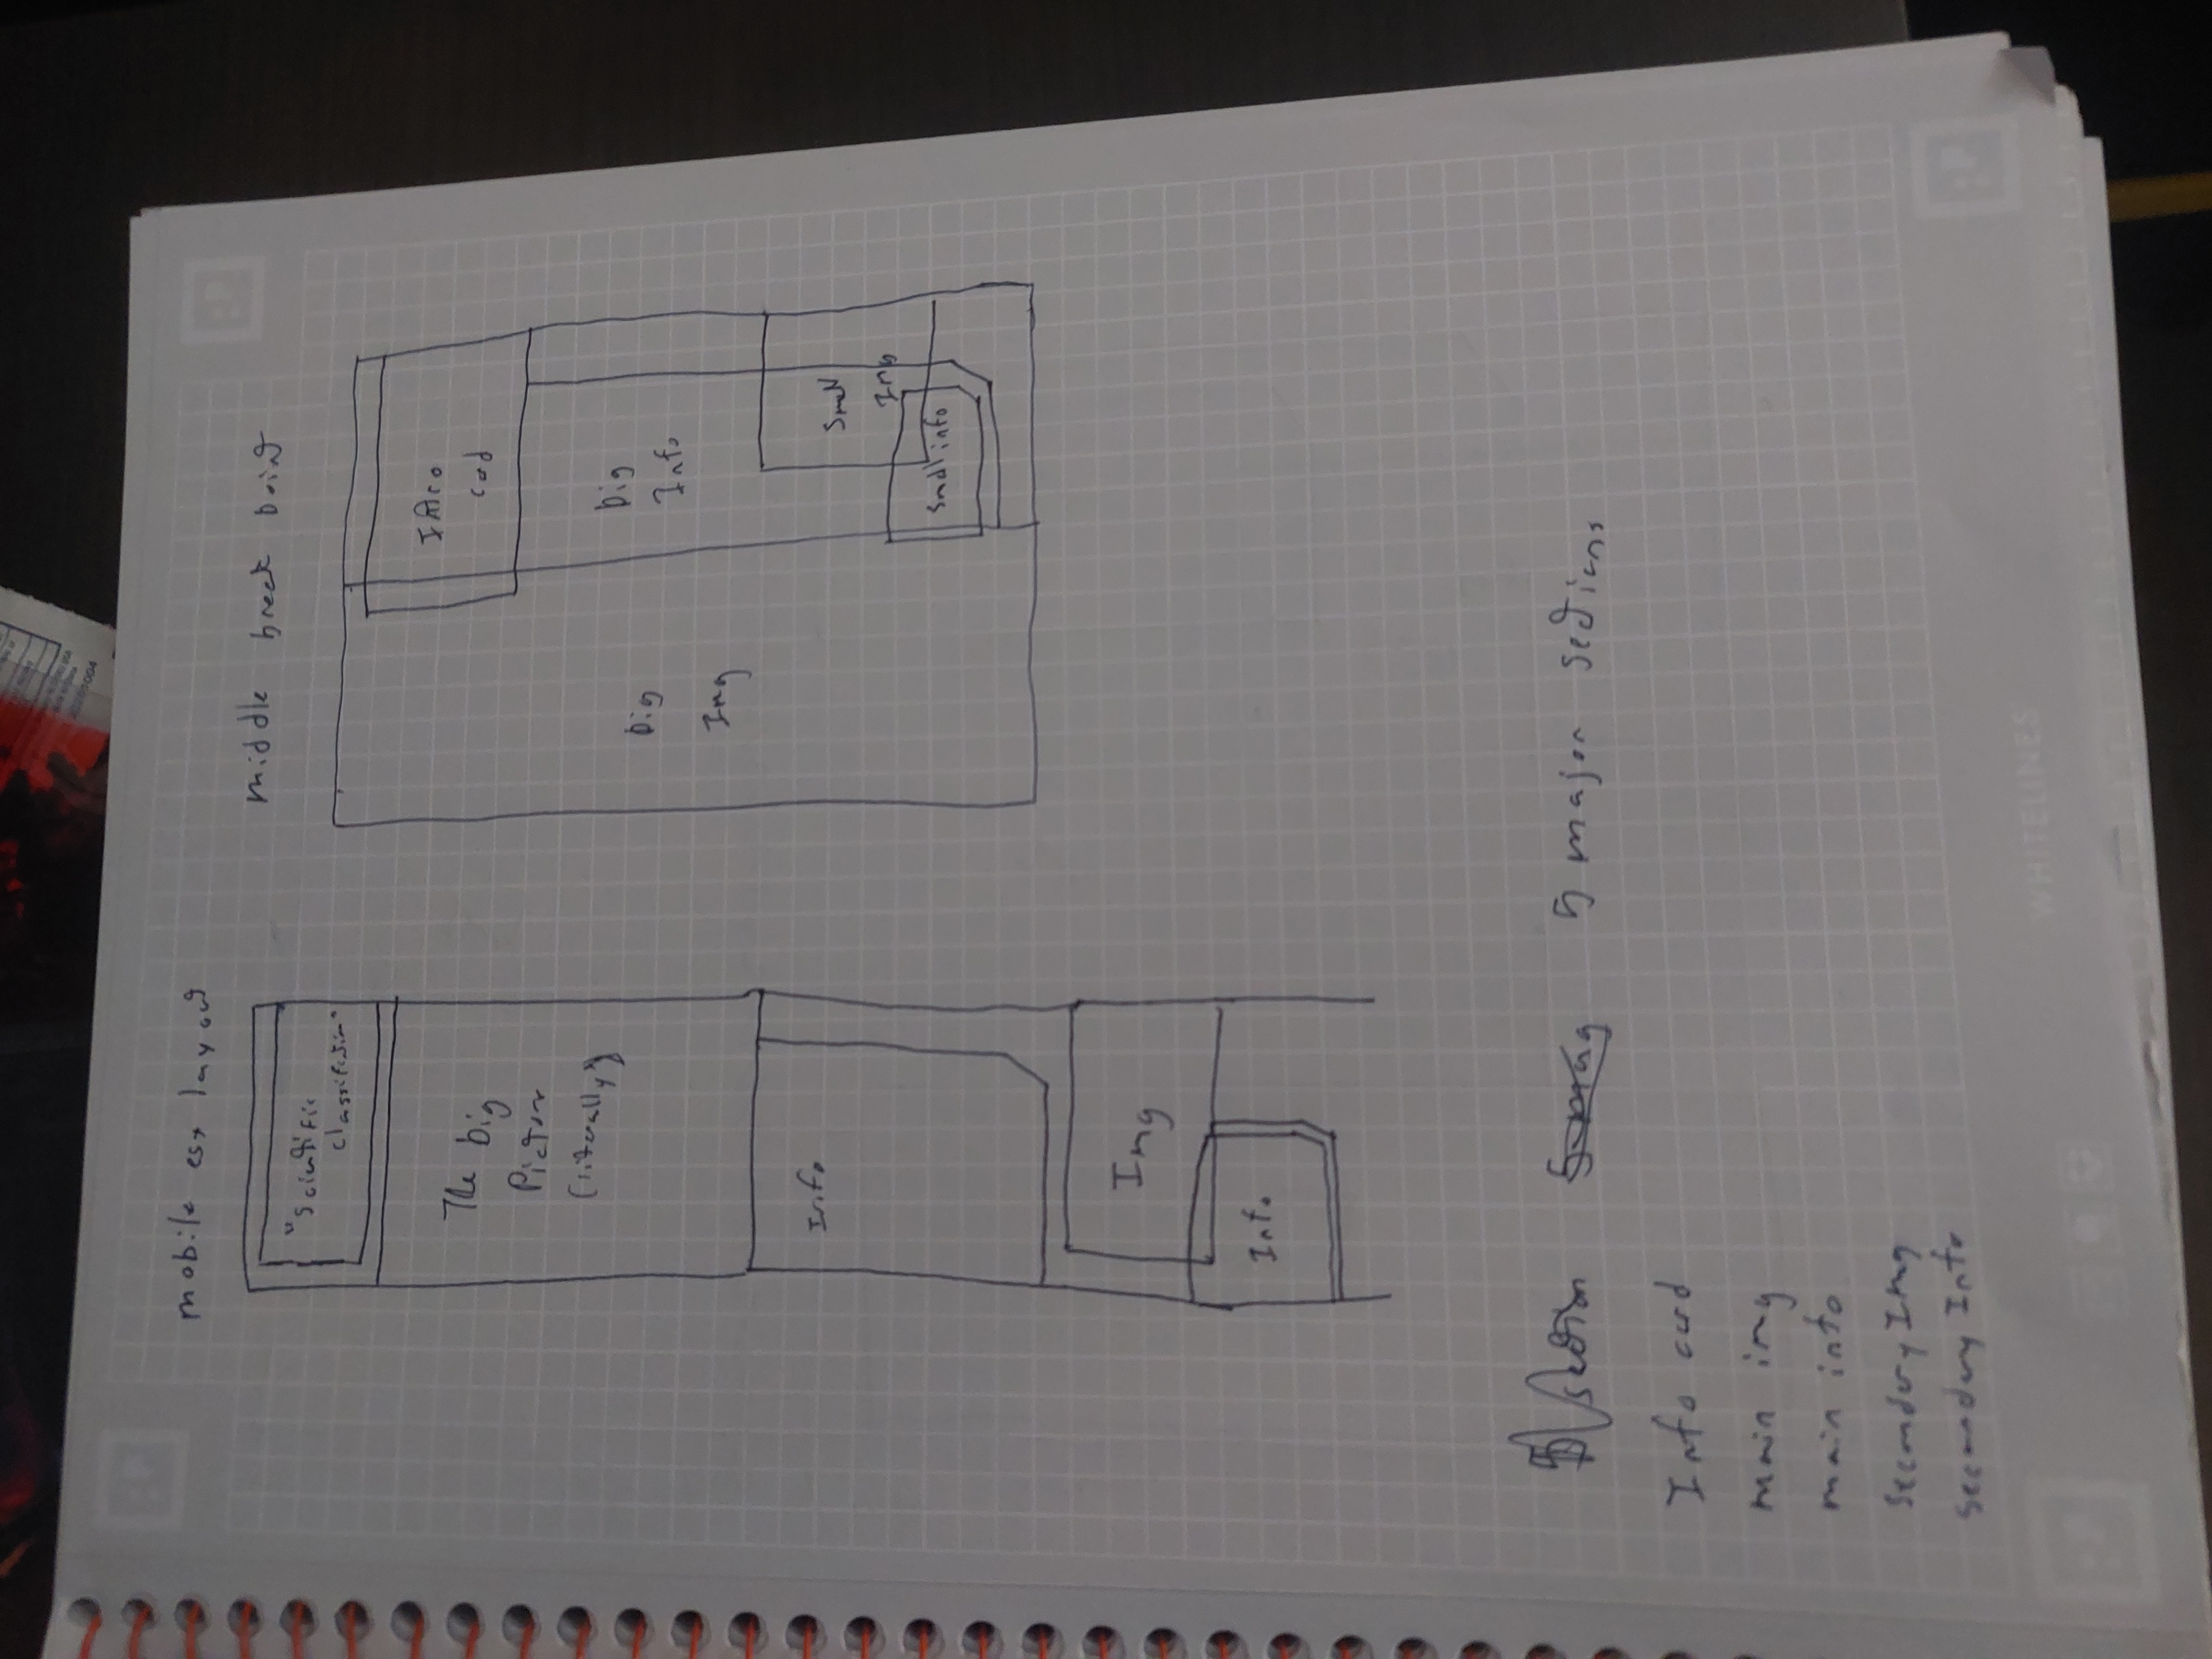 mobile est layout
"Scientific
classification"
The big
Picture
(literally)
Info
Img
Info
middle break point
Info
card
Big
Img
Big
Info
Small
Img
Small info
section
5 major sections
Info card
main img
main info
Secondary Img
Secondary Info
WHITELINES